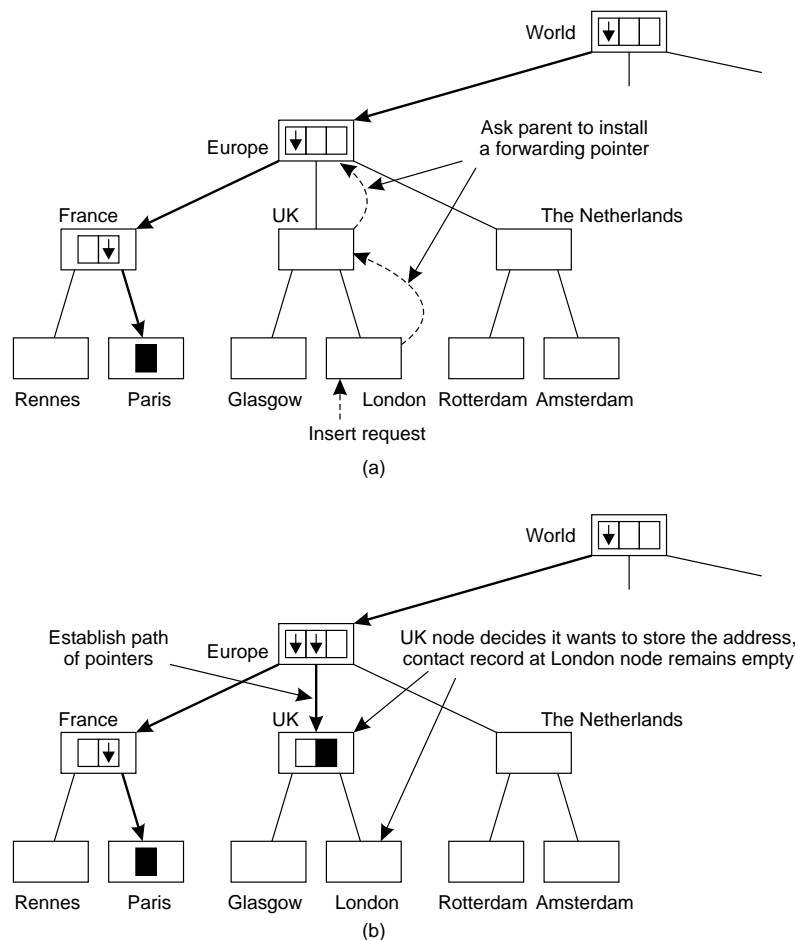 World
Europe
Ask parent to install
a forwarding pointer
France
UK
The Netherlands
Rennes
Paris
Glasgow
London
Rotterdam
Amsterdam
Insert request
(a)
World
Establish path
of pointers
Europe
UK node decides it wants to store the address,
contact record at London node remains empty
France
UK
The Netherlands
Rennes
Paris
Glasgow
London
Rotterdam
Amsterdam
(b)